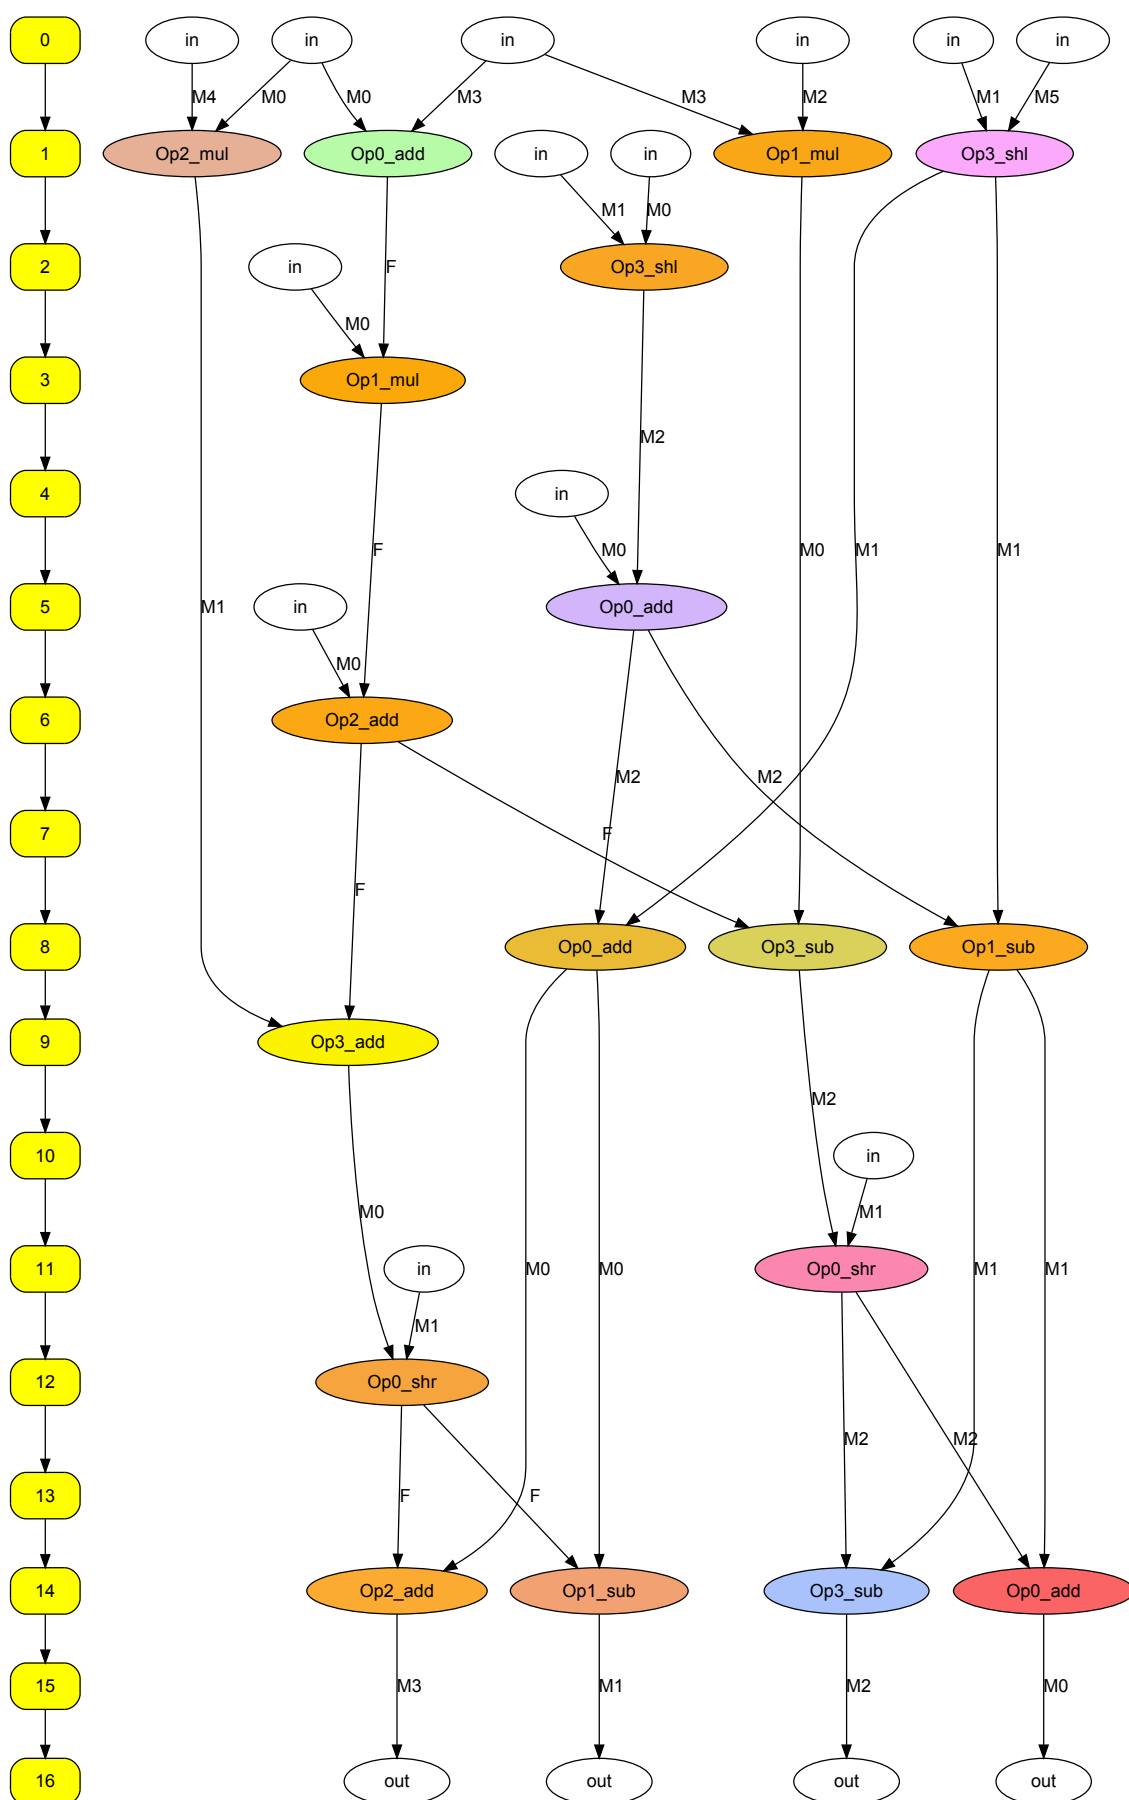 0 in in in in in in
M4 M0 M0 M3 M3 M2 M1 M5
1 Op2_mul Op0_add in in Op1_mul Op3_shl
M1 M0
2 in F Op3_shl
M0
3 Op1_mul
M2
4 in
F M0 M0 M1 M1
5 M1 in Op0_add
M0
6 Op2_add
M2 M2
7 F
F
8 Op0_add Op3_sub Op1_sub
9 Op3_add
M2
10 in
M0 M1
11 in M0 M0 Op0_shr M1 M1
M1
12 Op0_shr
M2 M2
13 F F
14 Op2_add Op1_sub Op3_sub Op0_add
15 M3 M1 M2 M0
16 out out out out